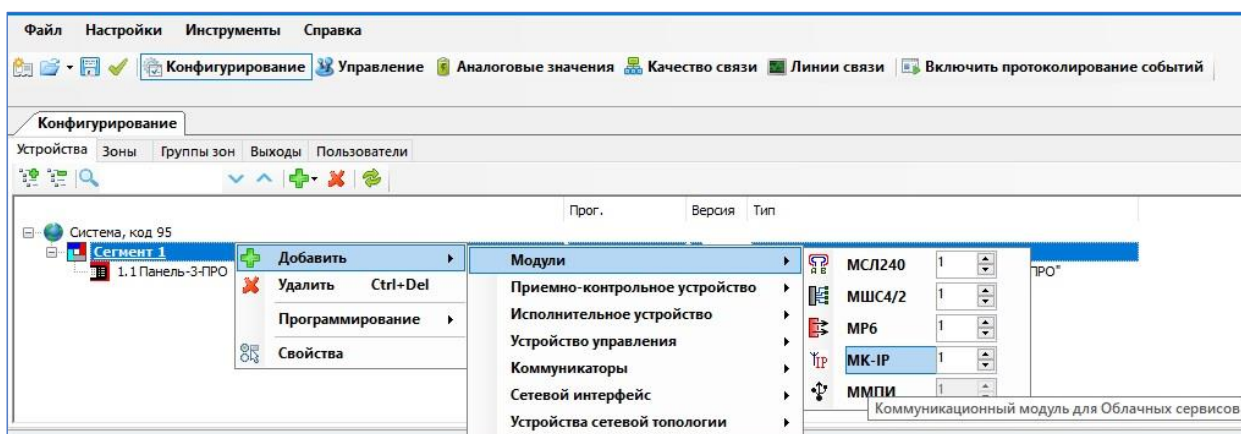 Файл Настройки Инструменты Справка
Конфигурирование Управление Аналоговые значения Качество связи Линии связи Включить протоколирование событий
Конфигурирование
Устройства Зоны Группы зон Выходы Пользователи
Прог. Версия Тип
Система, код 95
Сегмент 1
1.1 Панель-3-ПРО
ПРО"
Добавить
Удалить Ctrl+Del
Программирование
Свойства
Модули
Приемно-контрольное устройство
Исполнительное устройство
Устройство управления
Коммуникаторы
Сетевой интерфейс
Устройства сетевой топологии
МСЛ240 1
МШС4/2 1
МР6 1
IP МК-IP 1
ММПИ 1
Коммуникационный модуль для Облачных сервисов